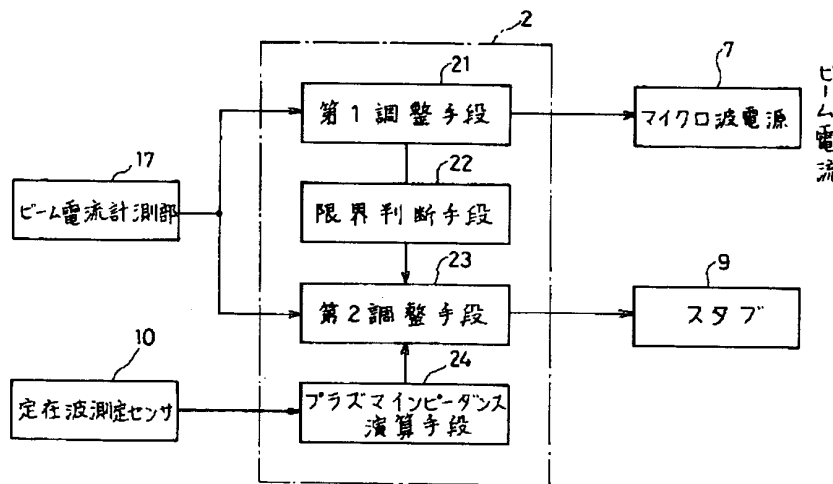 2
21
第1調整手段
7
マイクロ波電源
ビーム電流
17
ビーム電流計測部
22
限界判断手段
23
第2調整手段
9
スタブ
10
定在波測定センサ
24
プラズマインピーダンス
演算手段